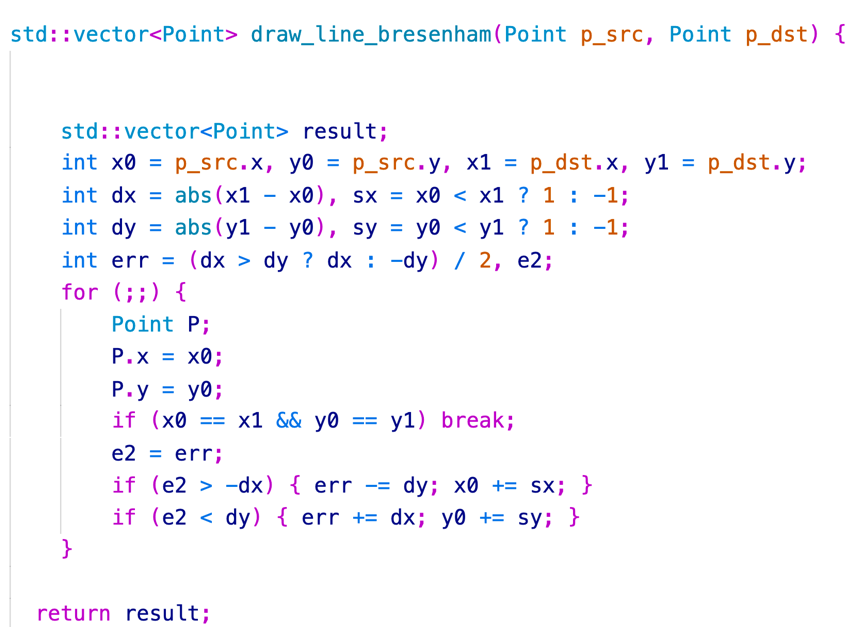 std::vector<Point> draw_line_bresenham(Point p_src, Point p_dst) {
std::vector<Point> result;
int x0 = p_src.x, y0 = p_src.y, x1 = p_dst.x, y1 = p_dst.y;
int dx = abs(x1 - x0), sx = x0 < x1 ? 1 : -1;
int dy = abs(y1 - y0), sy = y0 < y1 ? 1 : -1;
int err = (dx > dy ? dx : -dy) / 2, e2;
for (;;) {
Point P;
P.x = x0;
P.y = y0;
if (x0 == x1 && y0 == y1) break;
e2 = err;
if (e2 > -dx) { err -= dy; x0 += sx; }
if (e2 < dy) { err += dx; y0 += sy; }
}
return result;